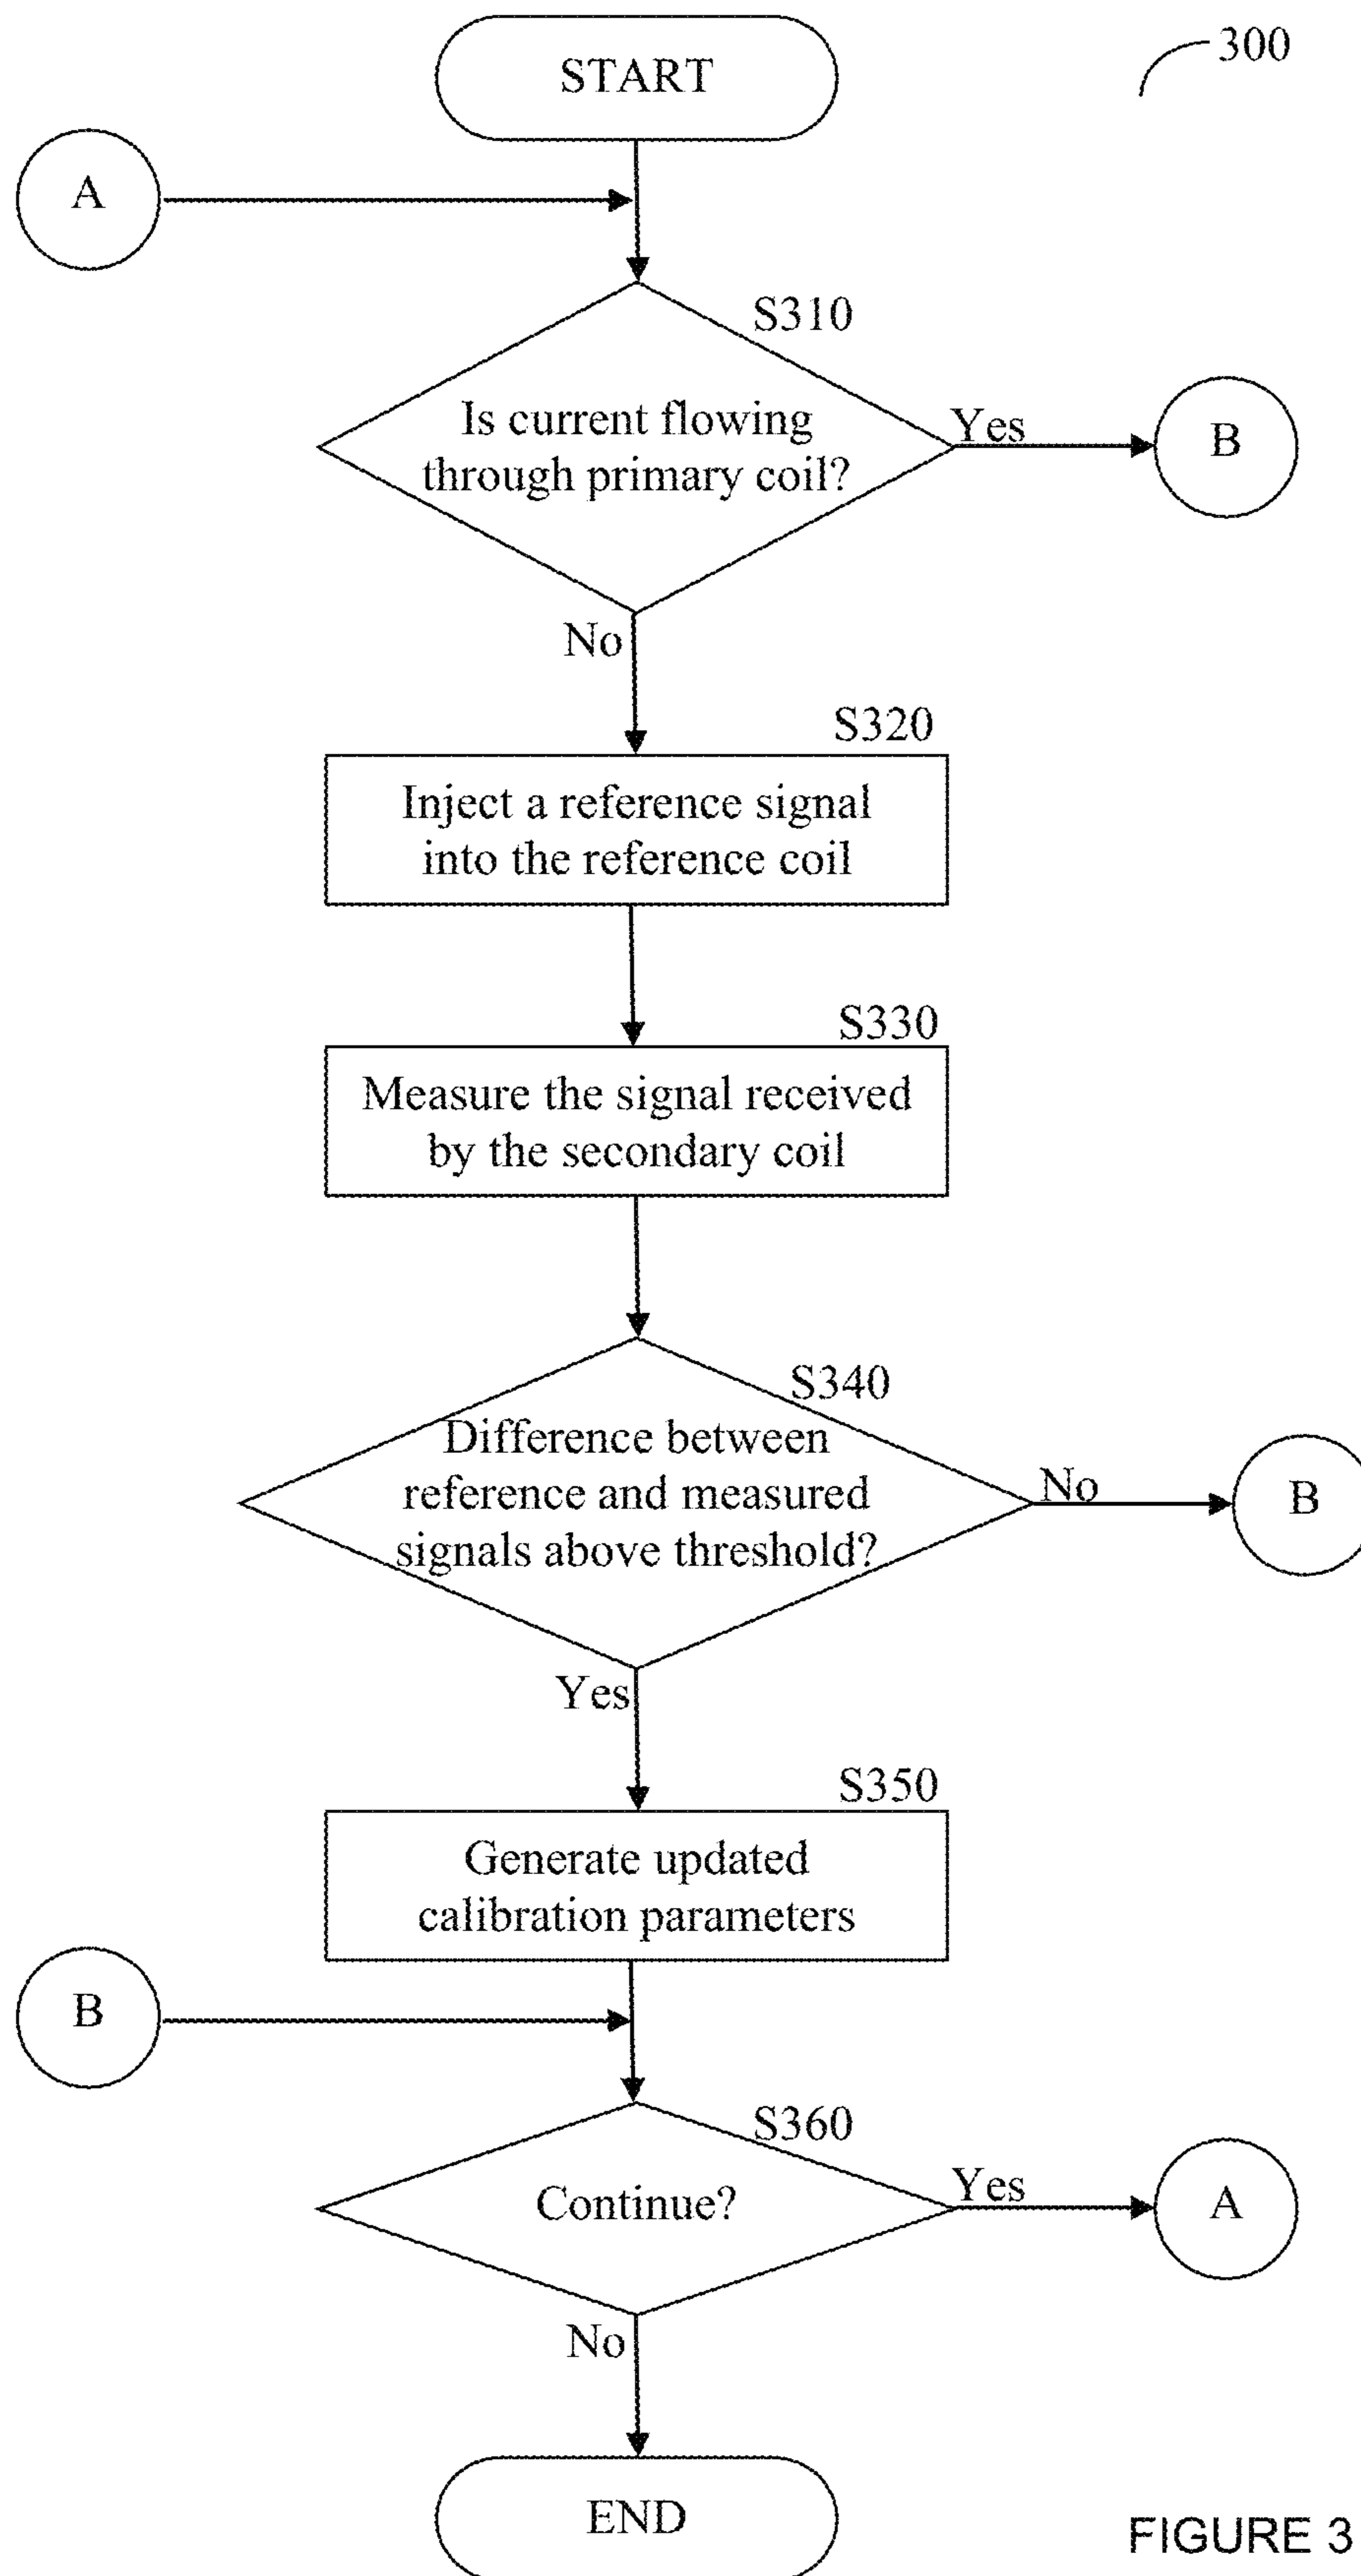 START
300
A
S310
Is current flowing
through primary coil?
Yes
B
No
S320
Inject a reference signal
into the reference coil
S330
Measure the signal received
by the secondary coil
S340
Difference between
reference and measured
signals above threshold?
No
B
Yes
S350
Generate updated
calibration parameters
B
S360
Continue?
Yes
A
No
END
FIGURE 3